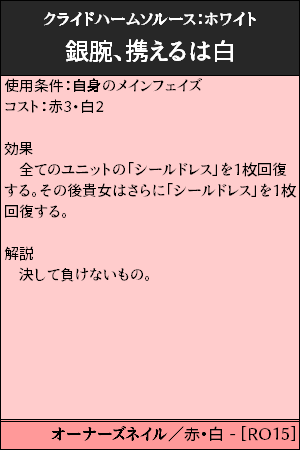 クライドハームソルース：ホワイト
銀腕、携えるは白
使用条件：自身のメインフェイズ
コスト：赤3・白2
効果
全てのユニットの「シールドレス」を1枚回復
する。その後貴女はさらに「シールドレス」を1枚
回復する。
解説
決して負けないもの。
オーナーズネイル／赤・白 - [RO15]